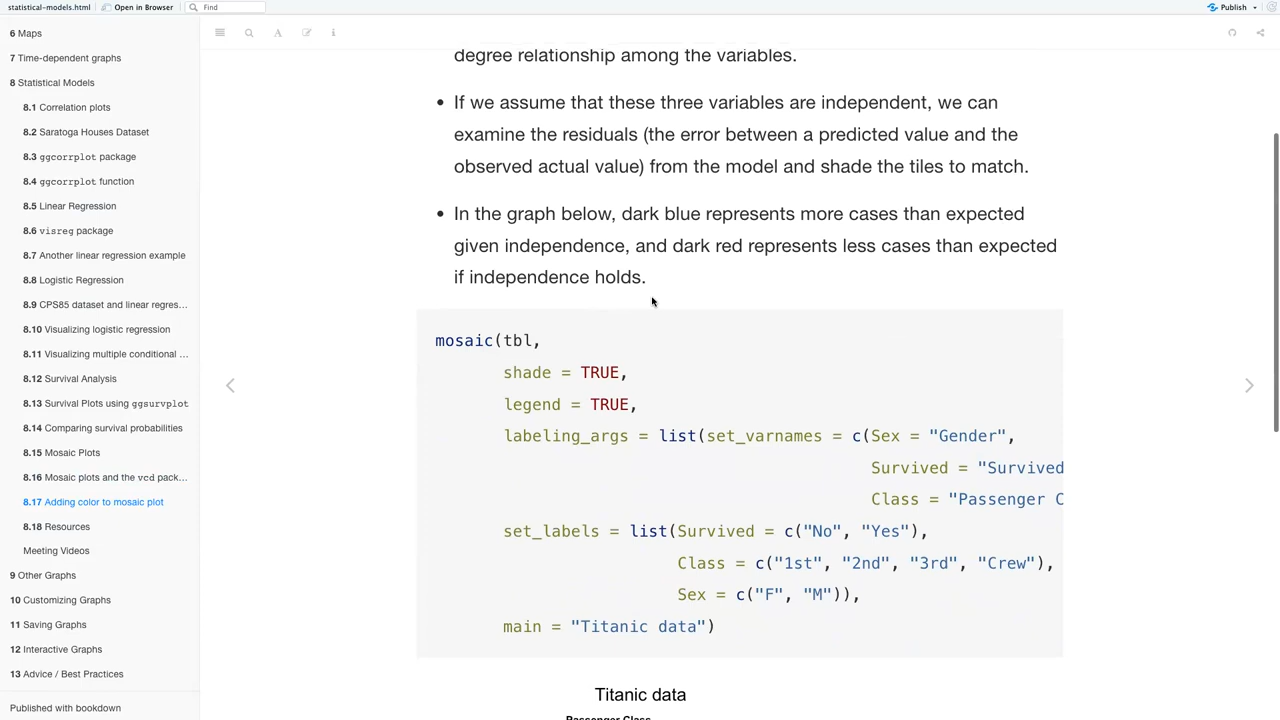 statistical-models.html Open in Browser Find Publish
6 Maps
7 Time-dependent graphs
8 Statistical Models
8.1 Correlation plots
8.2 Saratoga Houses Dataset
8.3 ggcorrplot package
8.4 ggcorrplot function
8.5 Linear Regression
8.6 visreg package
8.7 Another linear regression example
8.8 Logistic Regression
8.9 CPS85 dataset and linear regres…
8.10 Visualizing logistic regression
8.11 Visualizing multiple conditional …
8.12 Survival Analysis
8.13 Survival Plots using ggsurvplot
8.14 Comparing survival probabilities
8.15 Mosaic Plots
8.16 Mosaic plots and the vcd pack…
8.17 Adding color to mosaic plot
8.18 Resources
Meeting Videos
9 Other Graphs
10 Customizing Graphs
11 Saving Graphs
12 Interactive Graphs
13 Advice / Best Practices
Published with bookdown
degree relationship among the variables.
• If we assume that these three variables are independent, we can
examine the residuals (the error between a predicted value and the
observed actual value) from the model and shade the tiles to match.
• In the graph below, dark blue represents more cases than expected
given independence, and dark red represents less cases than expected
if independence holds.
mosaic(tbl,
shade = TRUE,
legend = TRUE,
labeling_args = list(set_varnames = c(Sex = "Gender",
Survived = "Survived
Class = "Passenger C
set_labels = list(Survived = c("No", "Yes"),
Class = c("1st", "2nd", "3rd", "Crew"),
Sex = c("F", "M")),
main = "Titanic data")
Titanic data
Passenger Class